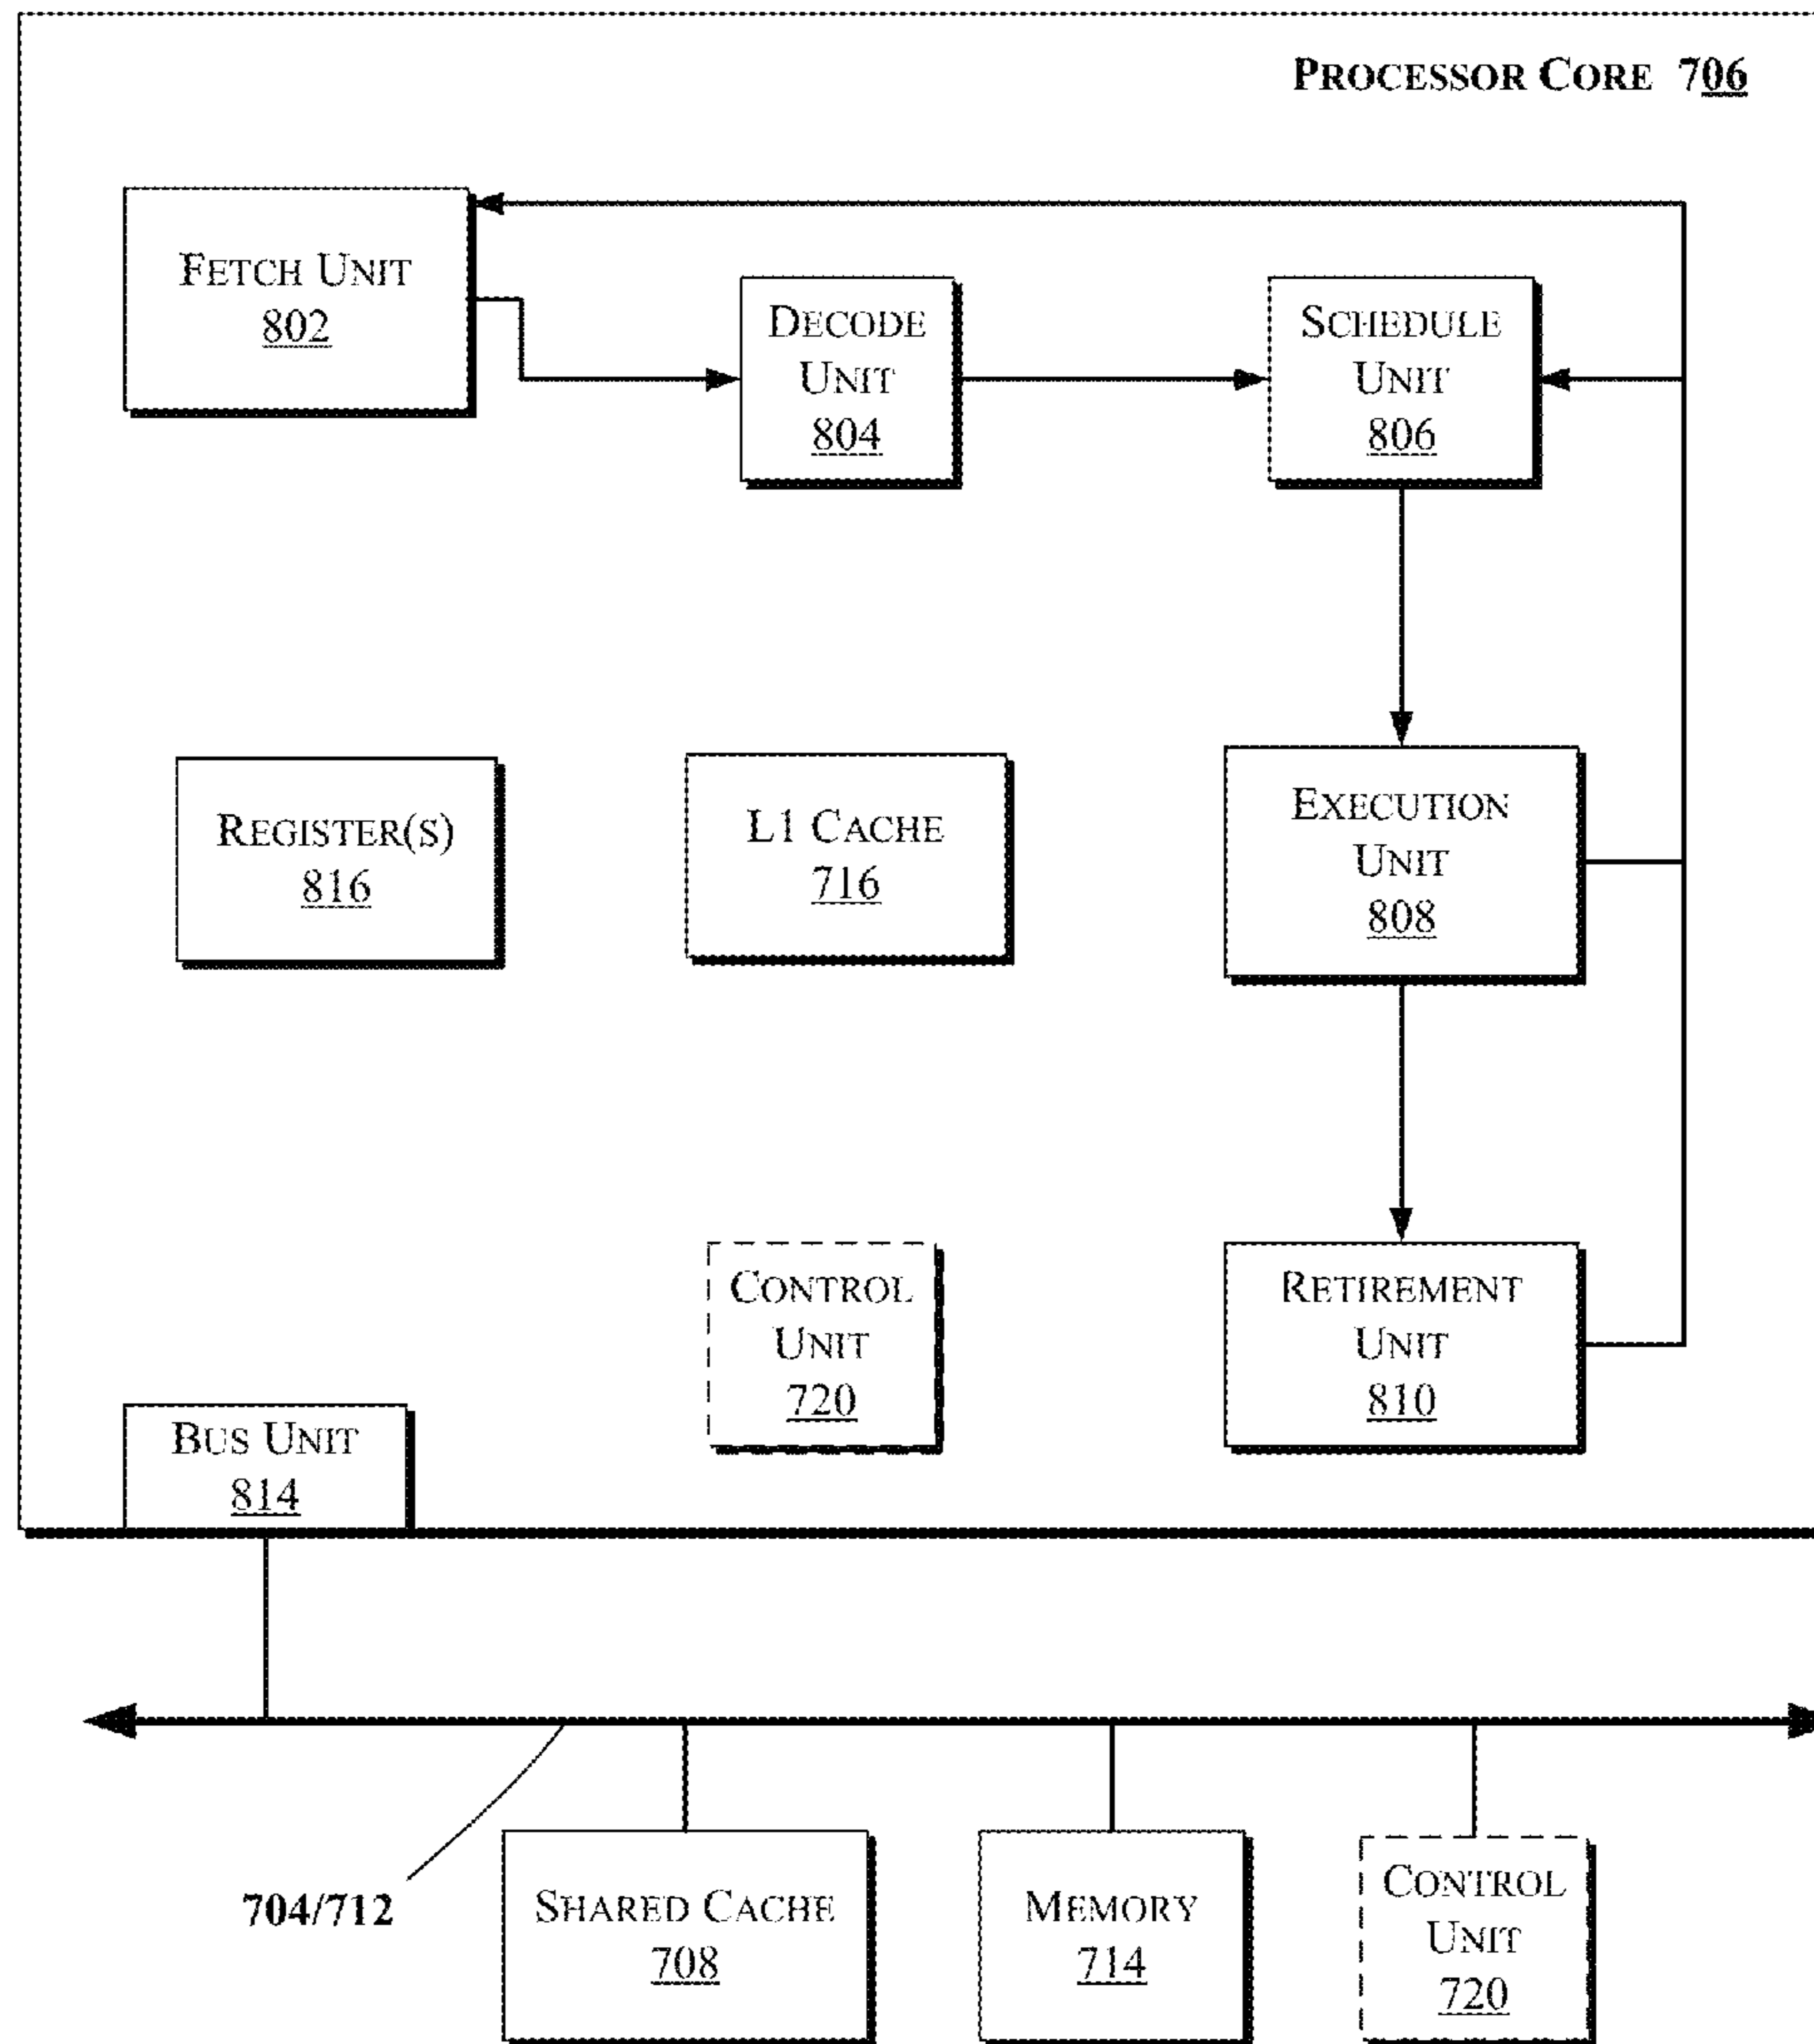 PROCESSOR CORE 706
FETCH UNIT
802
DECODE
UNIT
804
SCHEDULE
UNIT
806
REGISTER(S)
816
L1 CACHE
716
EXECUTION
UNIT
808
CONTROL
UNIT
720
RETIREMENT
UNIT
810
BUS UNIT
814
704/712
SHARED CACHE
708
MEMORY
714
CONTROL
UNIT
720